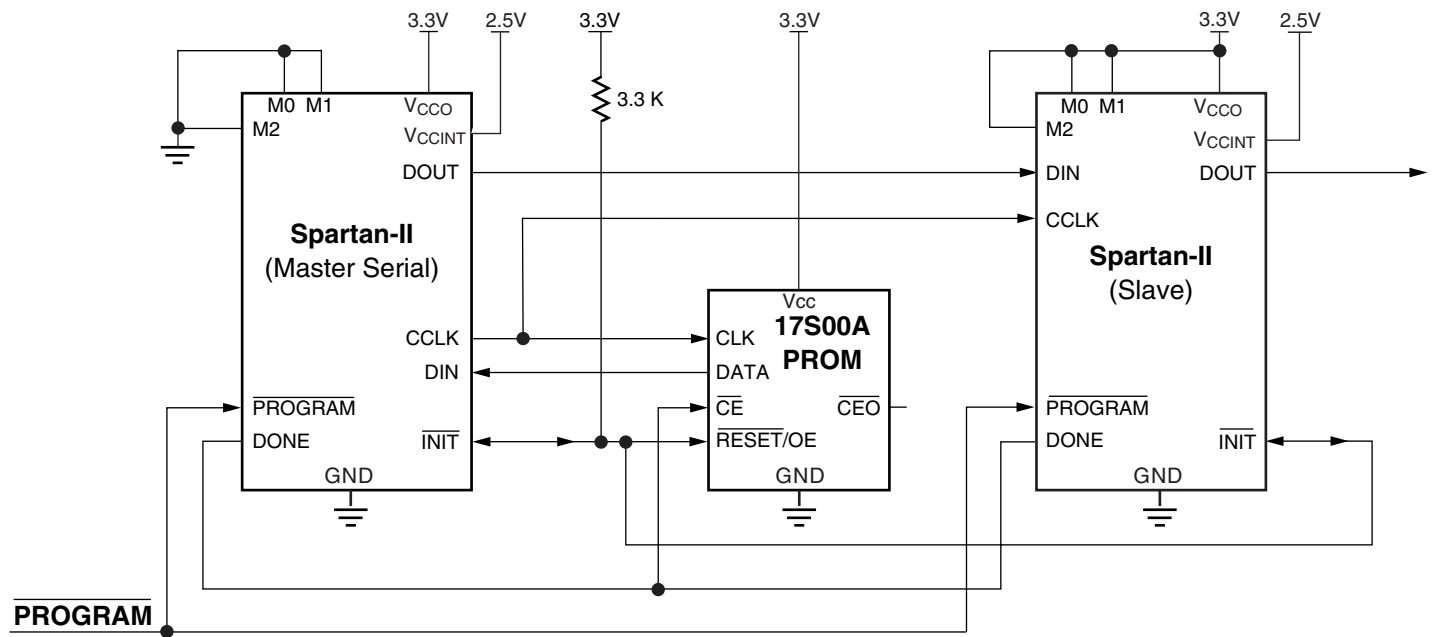 3.3V
2.5V
3.3V
3.3V
3.3V
2.5V
3.3 K
M0 M1
VCCO
M2
VCCINT
DOUT
Spartan-II
(Master Serial)
CCLK
DIN
PROGRAM
DONE
INIT
GND
Vcc
17S00A
PROM
CLK
DATA
CE
CEO
RESET/OE
GND
M0 M1
VCCO
M2
VCCINT
DIN
DOUT
CCLK
Spartan-II
(Slave)
PROGRAM
DONE
INIT
GND
PROGRAM